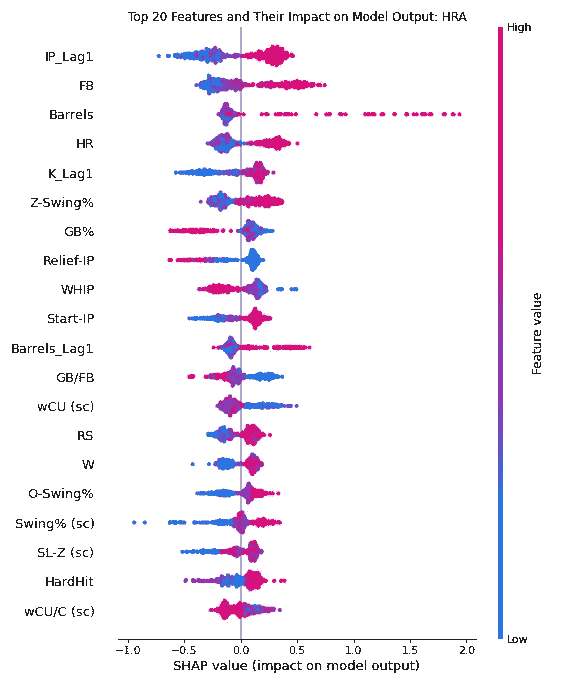 Top 20 Features and Their Impact on Model Output: HRA
High
IP_Lag1
FB
Barrels
HR
K_Lag1
Z-Swing%
GB%
Relief-IP
WHIP
Start-IP
Barrels_Lag1
GB/FB
wCU (sc)
RS
W
O-Swing%
Swing% (sc)
SL-Z (sc)
HardHit
wCU/C (sc)
Feature value
Low
−1.0 −0.5 0.0 0.5 1.0 1.5 2.0
SHAP value (impact on model output)